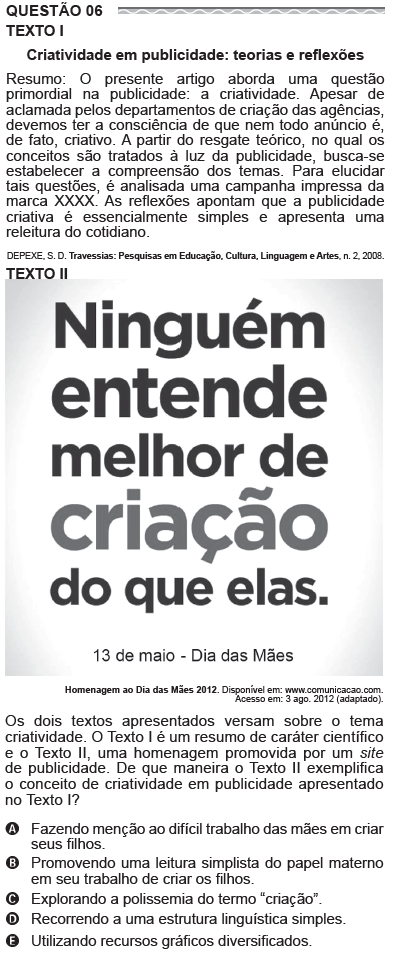 QUESTÃO 06
TEXTO I
Criatividade em publicidade: teorias e reflexões
Resumo: O presente artigo aborda uma questão
primordial na publicidade: a criatividade. Apesar de
aclamada pelos departamentos de criação das agências,
devemos ter a consciência de que nem todo anúncio é,
de fato, criativo. A partir do resgate teórico, no qual os
conceitos são tratados à luz da publicidade, busca-se
estabelecer a compreensão dos temas. Para elucidar
tais questões, é analisada uma campanha impressa da
marca XXXX. As reflexões apontam que a publicidade
criativa é essencialmente simples e apresenta uma
releitura do cotidiano.
DEPEXE, S. D. Travessias: Pesquisas em Educação, Cultura, Linguagem e Artes, n. 2, 2008.
TEXTO II
Ninguém
entende
melhor de
criação
do que elas.
13 de maio - Dia das Mães
Homenagem ao Dia das Mães 2012. Disponível em: www.comunicacao.com.
Acesso em: 3 ago. 2012 (adaptado).
Os dois textos apresentados versam sobre o tema
criatividade. O Texto I é um resumo de caráter científico
e o Texto II, uma homenagem promovida por um site
de publicidade. De que maneira o Texto II exemplifica
o conceito de criatividade em publicidade apresentado
no Texto I?
A Fazendo menção ao difícil trabalho das mães em criar
seus filhos.
B Promovendo uma leitura simplista do papel materno
em seu trabalho de criar os filhos.
C Explorando a polissemia do termo “criação”.
D Recorrendo a uma estrutura linguística simples.
E Utilizando recursos gráficos diversificados.